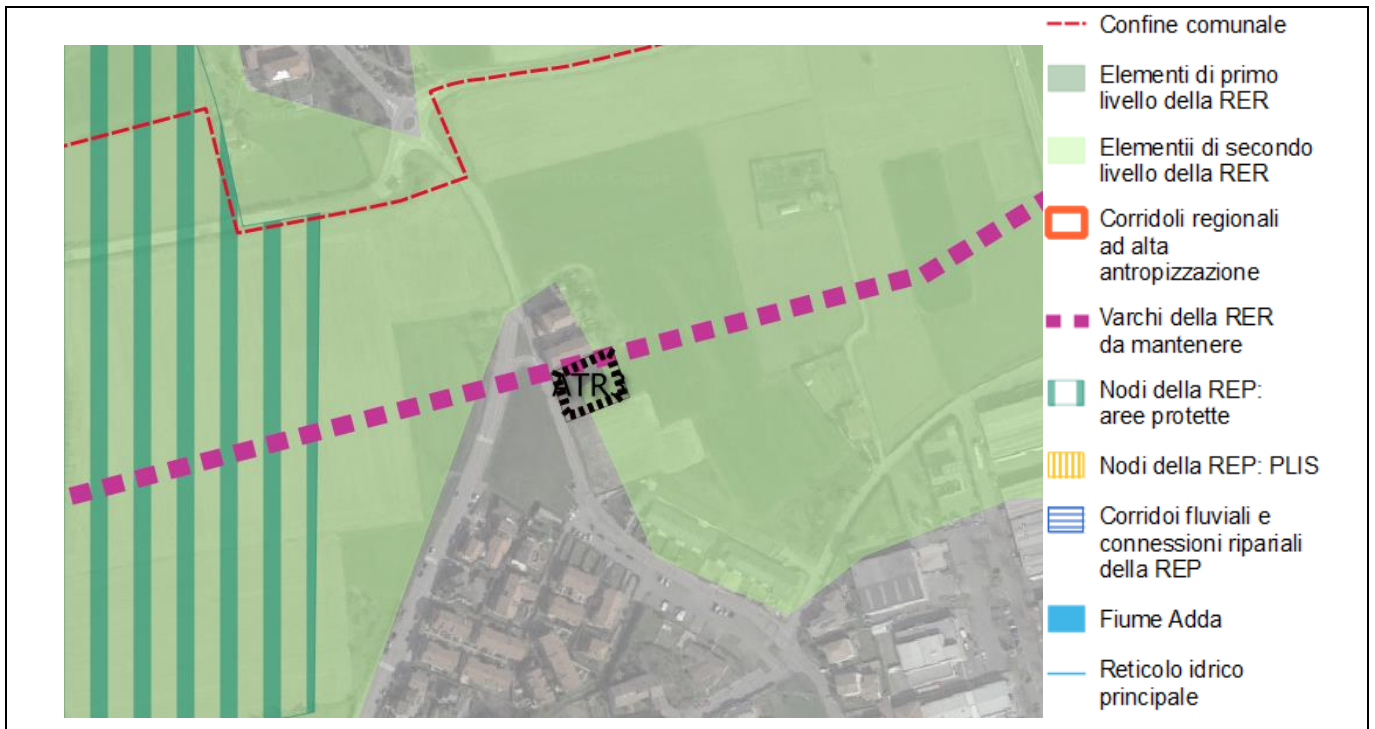 Confine comunale
Elementi di primo
livello della RER
Elementii di secondo
livello della RER
Corridoli regionali
ad alta
antropizzazione
Varchi della RER
da mantenere
Nodi della REP:
aree protette
Nodi della REP: PLIS
Corridoi fluviali e
connessioni ripariali
della REP
Fiume Adda
Reticolo idrico
principale
ATR3